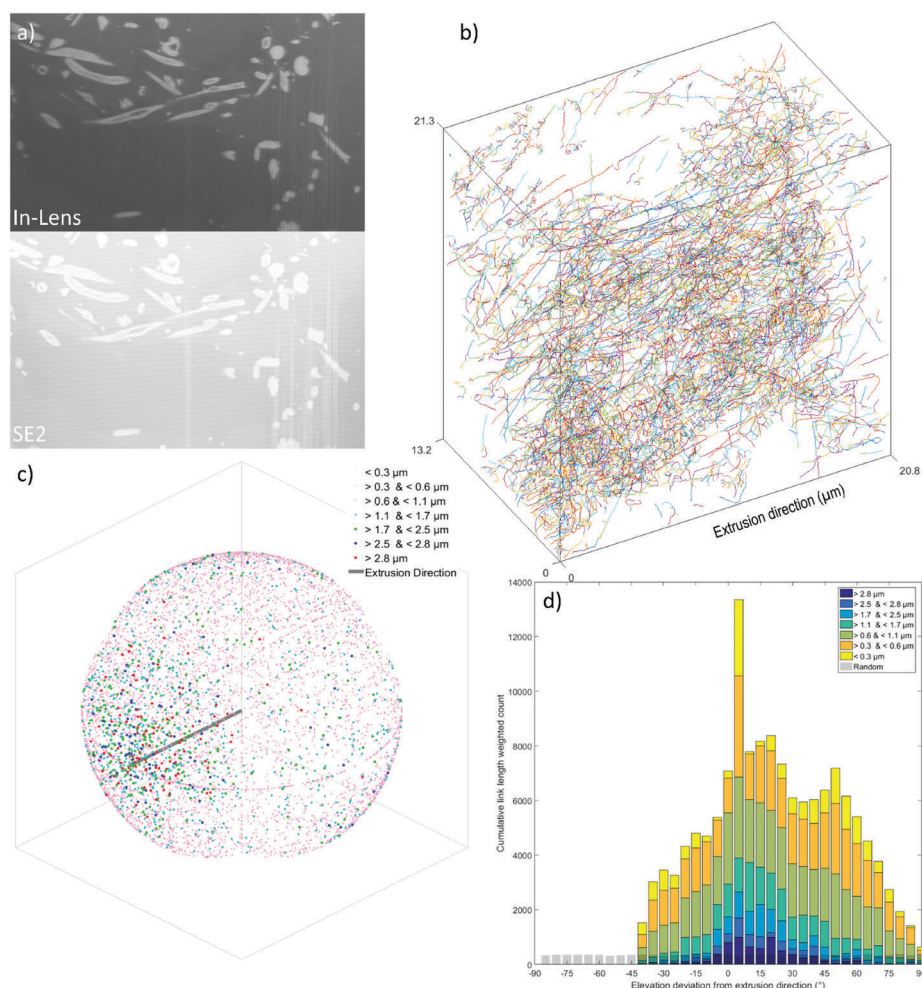 a)
In-Lens
SE2
b)
21.3
13.2
0
0
20.8
Extrusion direction (µm)
c)
< 0.3 µm
> 0.3 & < 0.6 µm
> 0.6 & < 1.1 µm
> 1.1 & < 1.7 µm
> 1.7 & < 2.5 µm
> 2.5 & < 2.8 µm
> 2.8 µm
Extrusion Direction
d)
14000
12000
10000
8000
6000
4000
2000
0
Cumulative link length weighted count
> 2.8 µm
> 2.5 & < 2.8 µm
> 1.7 & < 2.5 µm
> 1.1 & < 1.7 µm
> 0.6 & < 1.1 µm
> 0.3 & < 0.6 µm
< 0.3 µm
Random
-90 -75 -60 -45 -30 -15 0 15 30 45 60 75 90
Elevation deviation from extrusion direction (°)